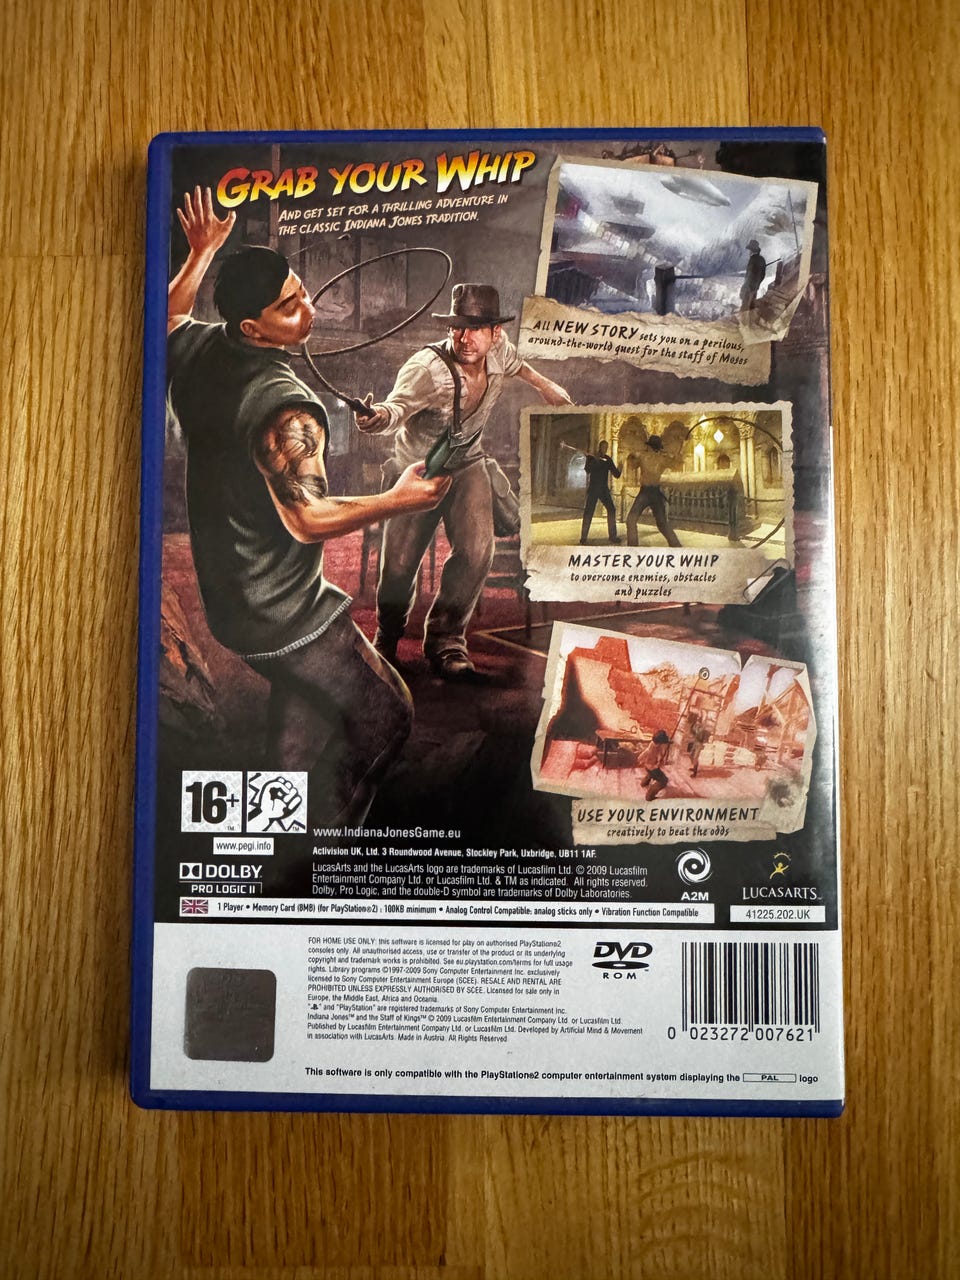 GRAB YOUR WHIP
AND GET SET FOR A THRILLING ADVENTURE IN
THE CLASSIC INDIANA JONES TRADITION.
All NEW STORY sets you on a perilous,
around-the-world quest for the staff of Moses
MASTER YOUR WHIP
to overcome enemies, obstacles
and puzzles
USE YOUR ENVIRONMENT
creatively to beat the odds
16+
www.pegi.info
www.IndianaJonesGame.eu
Activision UK, Ltd. 3 Roundwood Avenue, Stockley Park, Uxbridge, UB11 1AF.
DOLBY
PRO LOGIC II
LucasArts and the LucasArts logo are trademarks of Lucasfilm Ltd. © 2009 Lucasfilm
Entertainment Company Ltd. or Lucasfilm Ltd. & TM as indicated. All rights reserved.
Dolby, Pro Logic, and the double-D symbol are trademarks of Dolby Laboratories.
A2M
LUCASARTS
1 Player • Memory Card (8MB) (for PlayStation®2) : 100KB minimum • Analog Control Compatible: analog sticks only • Vibration Function Compatible
41225.202.UK
FOR HOME USE ONLY: this software is licensed for play on authorised PlayStation®2
consoles only. All unauthorised access, use or transfer of the product or its underlying
copyright and trademark works is prohibited. See eu.playstation.com/terms for full usage
rights. Library programs ©1997-2009 Sony Computer Entertainment Inc. exclusively
licensed to Sony Computer Entertainment Europe (SCEE). RESALE AND RENTAL ARE
PROHIBITED UNLESS EXPRESSLY AUTHORISED BY SCEE. Licensed for sale only in
Europe, the Middle East, Africa and Oceania.
" " and "PlayStation" are registered trademarks of Sony Computer Entertainment Inc.
Indiana Jones™ and the Staff of Kings™ © 2009 Lucasfilm Entertainment Company Ltd. or Lucasfilm Ltd.
Published by Lucasfilm Entertainment Company Ltd. or Lucasfilm Ltd. Developed by Artificial Mind & Movement
in association with LucasArts. Made in Austria. All Rights Reserved
DVD
ROM
0 023272 007621
This software is only compatible with the PlayStation®2 computer entertainment system displaying the PAL logo